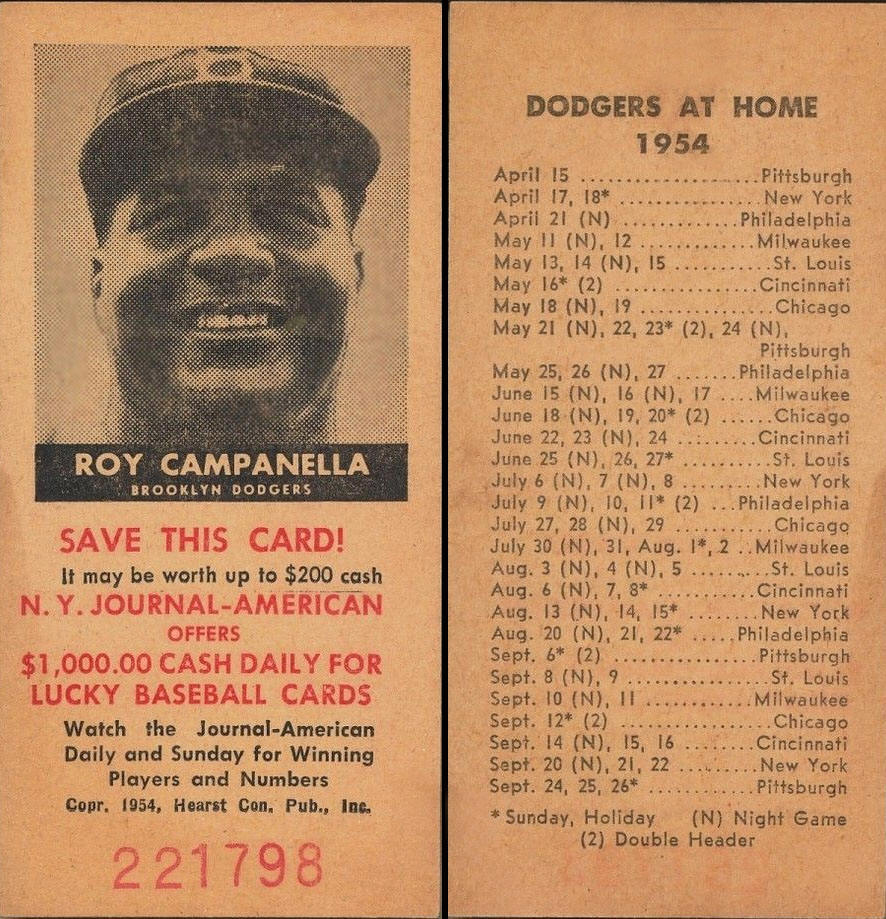 ROY CAMPANELLA
BROOKLYN DODGERS
SAVE THIS CARD!
It may be worth up to $200 cash
N. Y. JOURNAL-AMERICAN
OFFERS
$1,000.00 CASH DAILY FOR
LUCKY BASEBALL CARDS
Watch the Journal-American
Daily and Sunday for Winning
Players and Numbers
Copr. 1954, Hearst Con. Pub., Inc.
221798
DODGERS AT HOME
1954
April 15 ...................Pittsburgh
April 17, 18* ...............New York
April 21 (N) ............Philadelphia
May 11 (N), 12 ............Milwaukee
May 13, 14 (N), 15 ..........St. Louis
May 16* (2) ................Cincinnati
May 18 (N), 19 ..............Chicago
May 21 (N), 22, 23* (2), 24 (N),
Pittsburgh
May 25, 26 (N), 27 .......Philadelphia
June 15 (N), 16 (N), 17 ....Milwaukee
June 18 (N), 19, 20* (2) ......Chicago
June 22, 23 (N), 24 .........Cincinnati
June 25 (N), 26, 27* ..........St. Louis
July 6 (N), 7 (N), 8 .........New York
July 9 (N), 10, 11* (2) ...Philadelphia
July 27, 28 (N), 29 ...........Chicago
July 30 (N), 31, Aug. 1*, 2 ..Milwaukee
Aug. 3 (N), 4 (N), 5 .........St. Louis
Aug. 6 (N), 7, 8* ............Cincinnati
Aug. 13 (N), 14, 15* .........New York
Aug. 20 (N), 21, 22* .....Philadelphia
Sept. 6* (2) ...............Pittsburgh
Sept. 8 (N), 9 ...............St. Louis
Sept. 10 (N), 11 ............Milwaukee
Sept. 12* (2) ................Chicago
Sept. 14 (N), 15, 16 .........Cincinnati
Sept. 20 (N), 21, 22 .........New York
Sept. 24, 25, 26* ............Pittsburgh
* Sunday, Holiday (N) Night Game
(2) Double Header